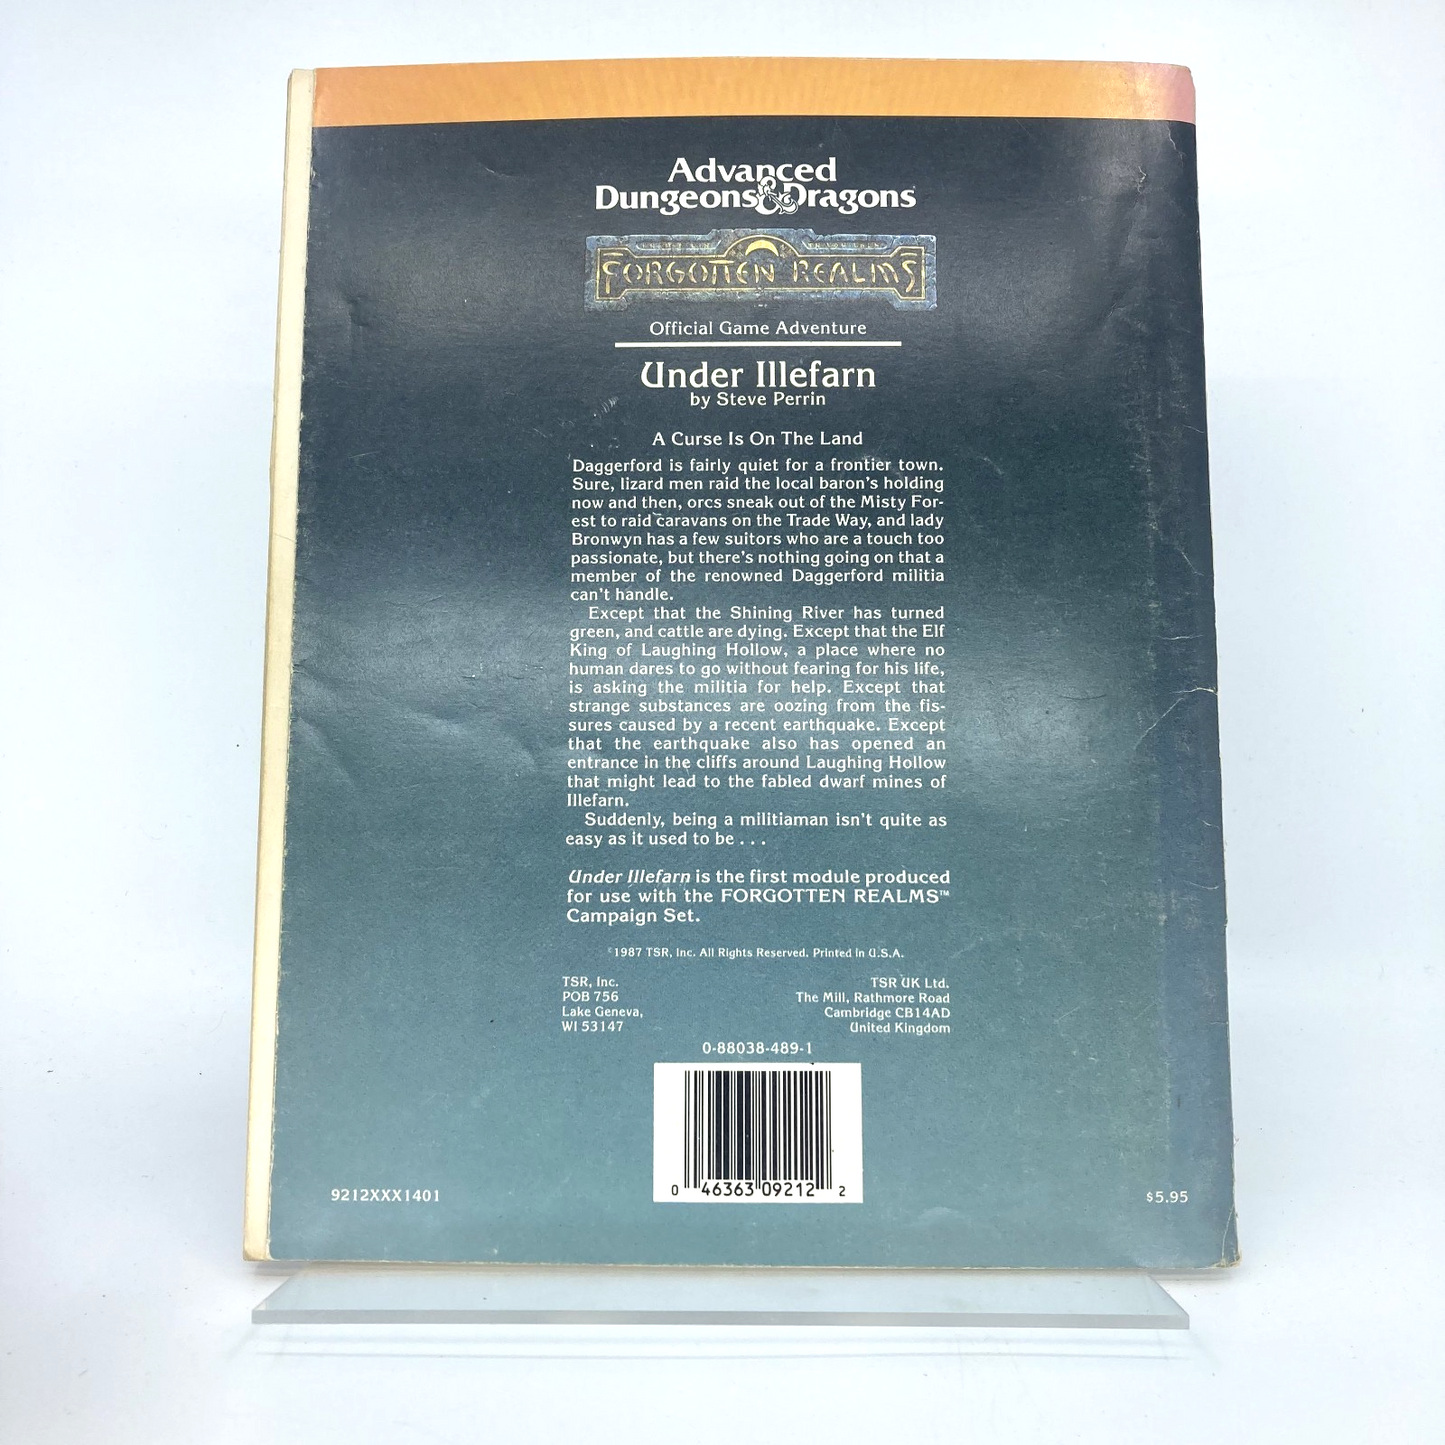 Advanced
Dungeons & Dragons
FORGOTTEN REALMS
Official Game Adventure
Under Illefarn
by Steve Perrin
A Curse Is On The Land
Daggerford is fairly quiet for a frontier town.
Sure, lizard men raid the local baron's holding
now and then, orcs sneak out of the Misty For-
est to raid caravans on the Trade Way, and lady
Bronwyn has a few suitors who are a touch too
passionate, but there's nothing going on that a
member of the renowned Daggerford militia
can't handle.
Except that the Shining River has turned
green, and cattle are dying. Except that the Elf
King of Laughing Hollow, a place where no
human dares to go without fearing for his life,
is asking the militia for help. Except that
strange substances are oozing from the fis-
sures caused by a recent earthquake. Except
that the earthquake also has opened an
entrance in the cliffs around Laughing Hollow
that might lead to the fabled dwarf mines of
Illefarn.
Suddenly, being a militiaman isn't quite as
easy as it used to be . . .
Under Illefarn is the first module produced
for use with the FORGOTTEN REALMS™
Campaign Set.
©1987 TSR, Inc. All Rights Reserved. Printed in U.S.A.
TSR, Inc.
POB 756
Lake Geneva,
WI 53147
TSR UK Ltd.
The Mill, Rathmore Road
Cambridge CB14AD
United Kingdom
0-88038-489-1
0 46363 09212 2
9212XXX1401
$5.95